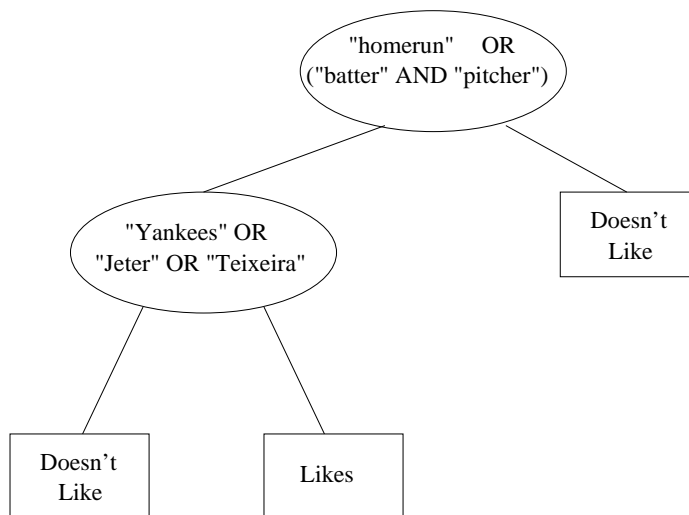 "homerun" OR
("batter" AND "pitcher")
"Yankees" OR
"Jeter" OR "Teixeira"
Doesn't
Like
Doesn't
Like
Likes